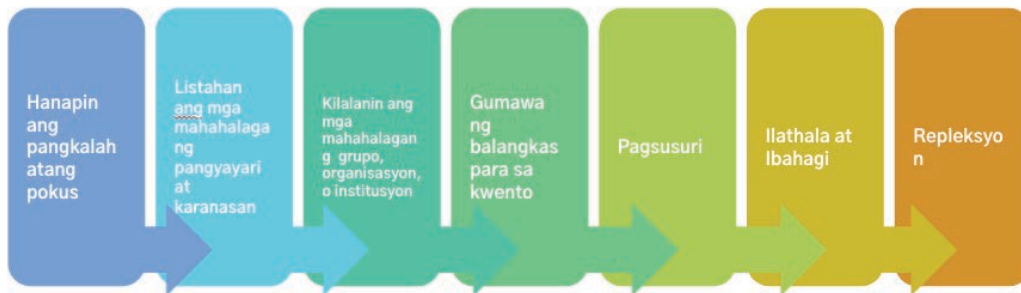 Hanapin
ang
pangkalah
atang
pokus
Listahan
ang mga
mahahalaga
ng
pangyayari
at
karanasan
Kilalanin ang
mga
mahahalagan
g grupo,
organisasyon,
o institusyon
Gumawa
ng
balangkas
para sa
kwento
Pagsusuri
Ilathala at
Ibahagi
Repleksyo
n